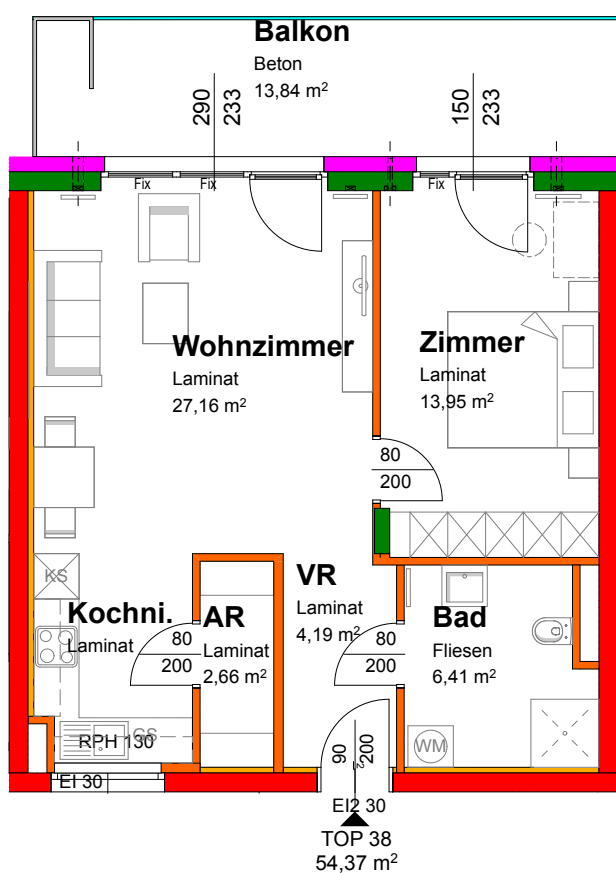 Balkon
Beton
13,84 m²
290
233
150
233
Fix
Fix
Fix
Wohnzimmer
Laminat
27,16 m²
Zimmer
Laminat
13,95 m²
80
200
KS
Kochni.
Laminat
AR
Laminat
2,66 m²
80
200
VR
Laminat
4,19 m²
80
200
Bad
Fliesen
6,41 m²
GS
RPH 130
WM
90
200
EI 30
EI2 30
TOP 38
54,37 m²